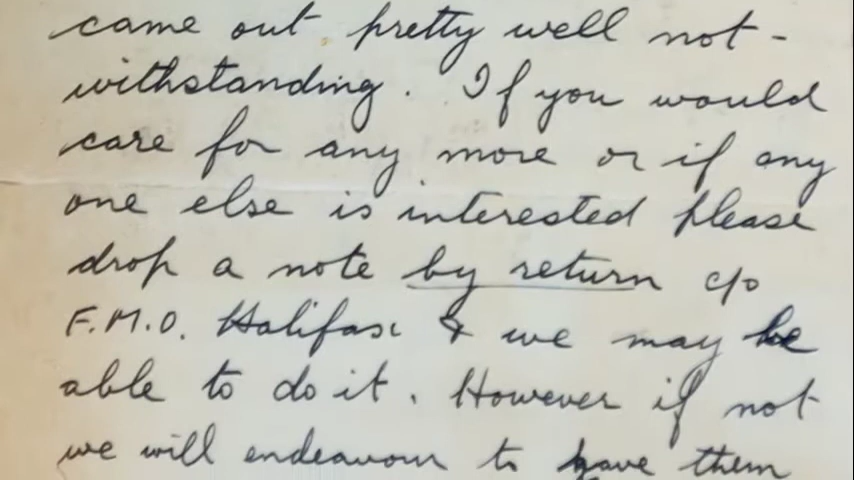 came out pretty well not-
withstanding. If you would
care for any more or if any
one else is interested please
drop a note by return c/o
F.M.O. Halifax & we may be
able to do it. However if not
we will endeavour to have them